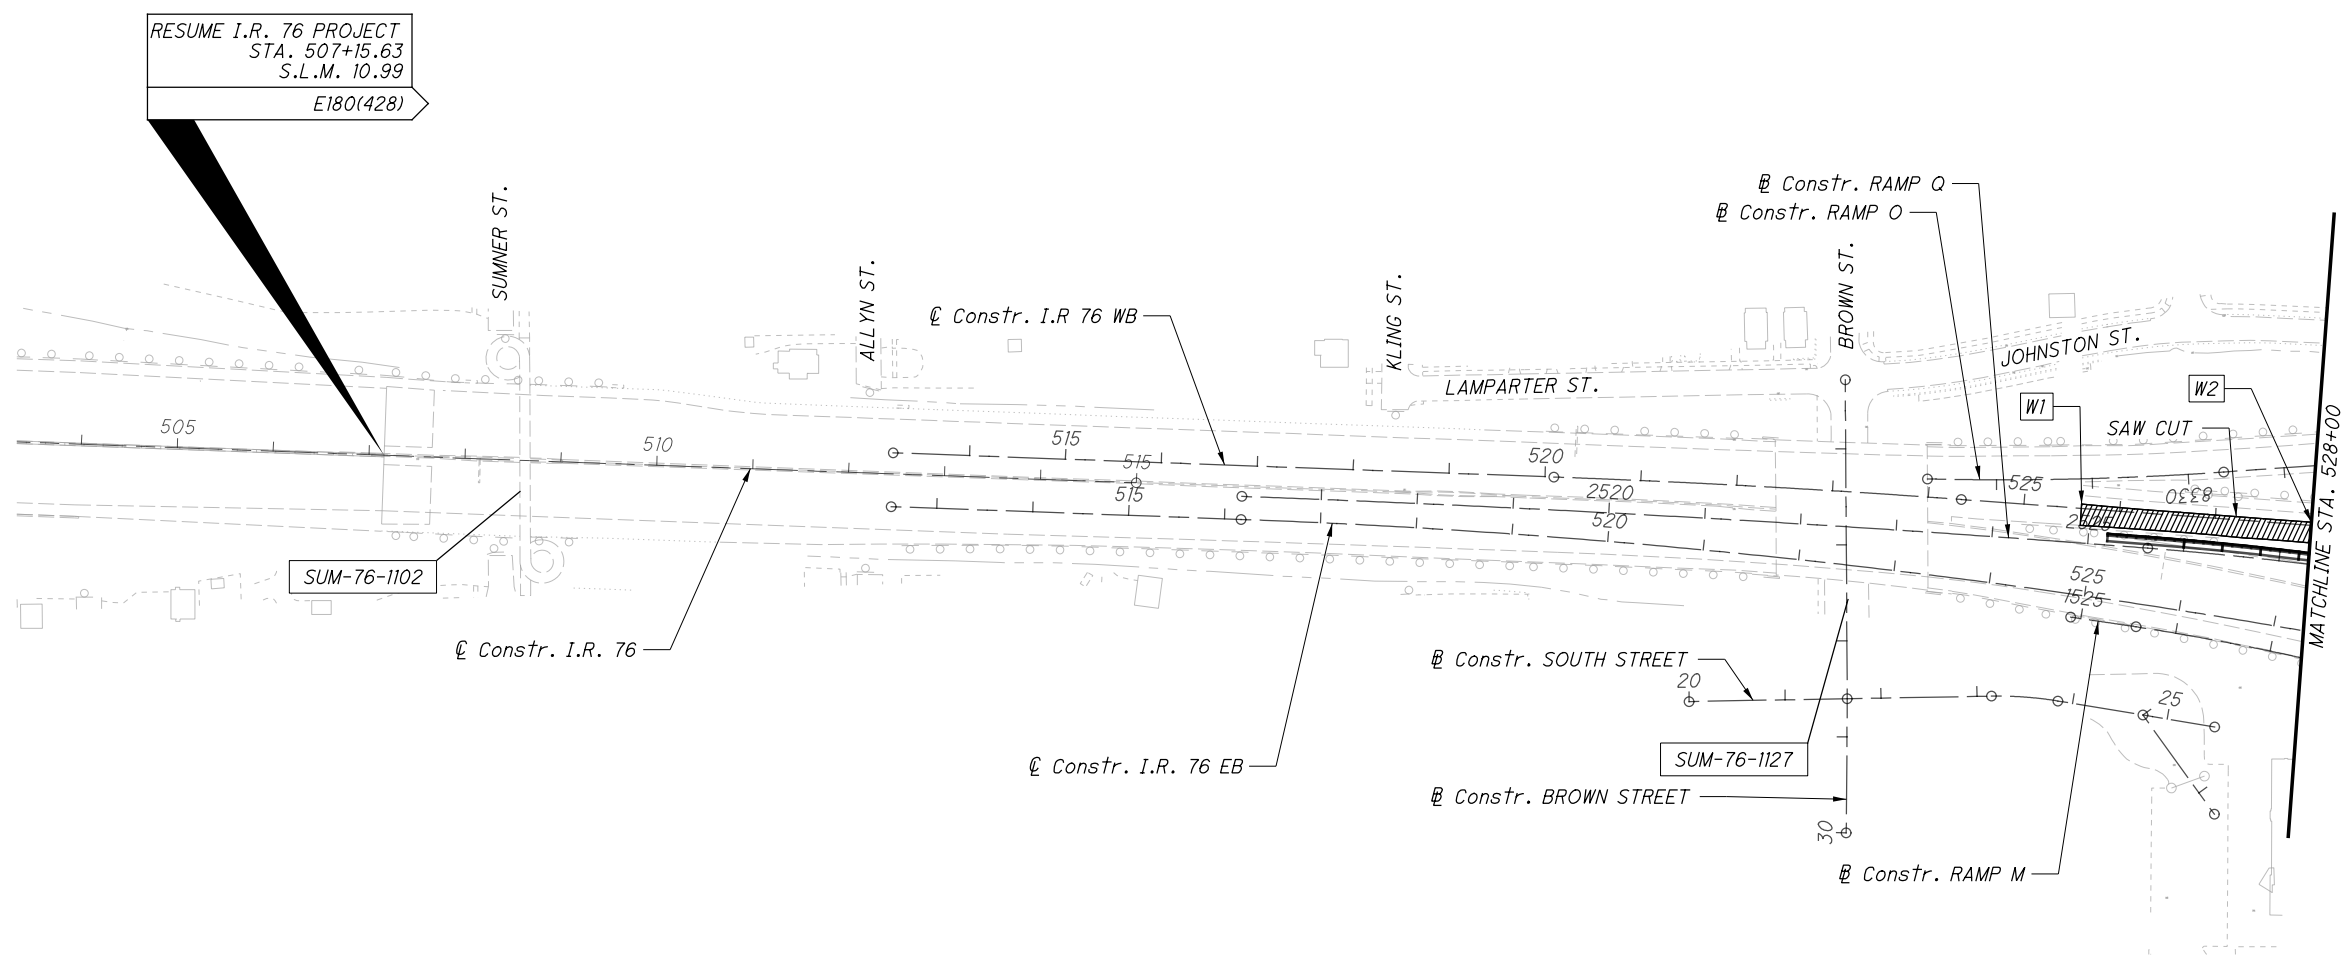 RESUME I.R. 76 PROJECT
STA. 507+15.63
S.L.M. 10.99
E180(428)
SUMNER ST.
ALLYN ST.
KLING ST.
BROWN ST.
℄ Constr. RAMP Q
℄ Constr. RAMP O
℄ Constr. I.R 76 WB
JOHNSTON ST.
LAMPARTER ST.
W1
W2
SAW CUT
MATCHLINE STA. 528+00
505
510
515
520
515
515
2520
520
525
8330
2525
525
1525
SUM-76-1102
℄ Constr. I.R. 76
℄ Constr. SOUTH STREET
20
25
℄ Constr. I.R. 76 EB
SUM-76-1127
℄ Constr. BROWN STREET
30
℄ Constr. RAMP M